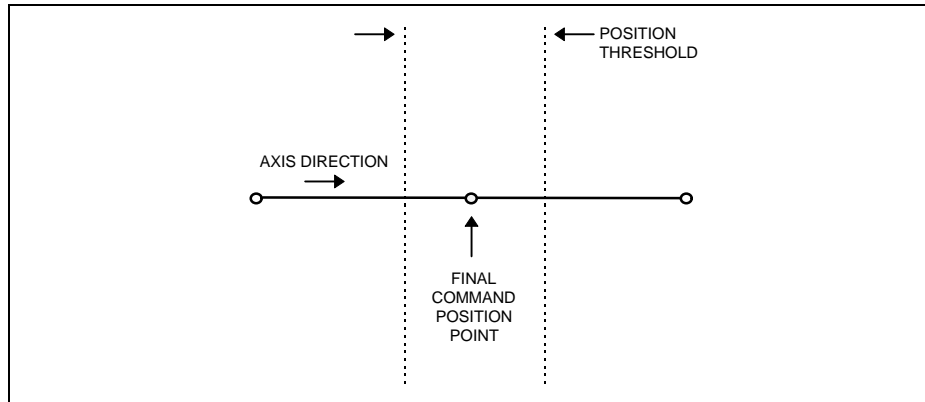 POSITION
THRESHOLD
AXIS DIRECTION
FINAL
COMMAND
POSITION
POINT